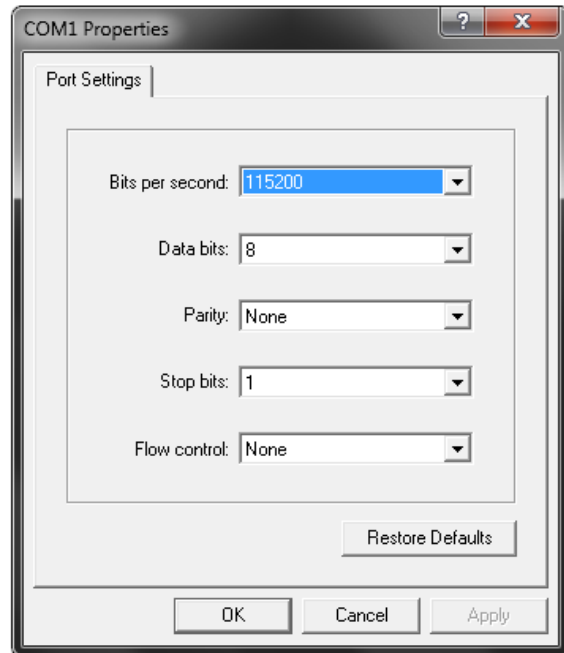 COM1 Properties
?
Port Settings
Bits per second: 115200
Data bits: 8
Parity: None
Stop bits: 1
Flow control: None
Restore Defaults
OK Cancel Apply